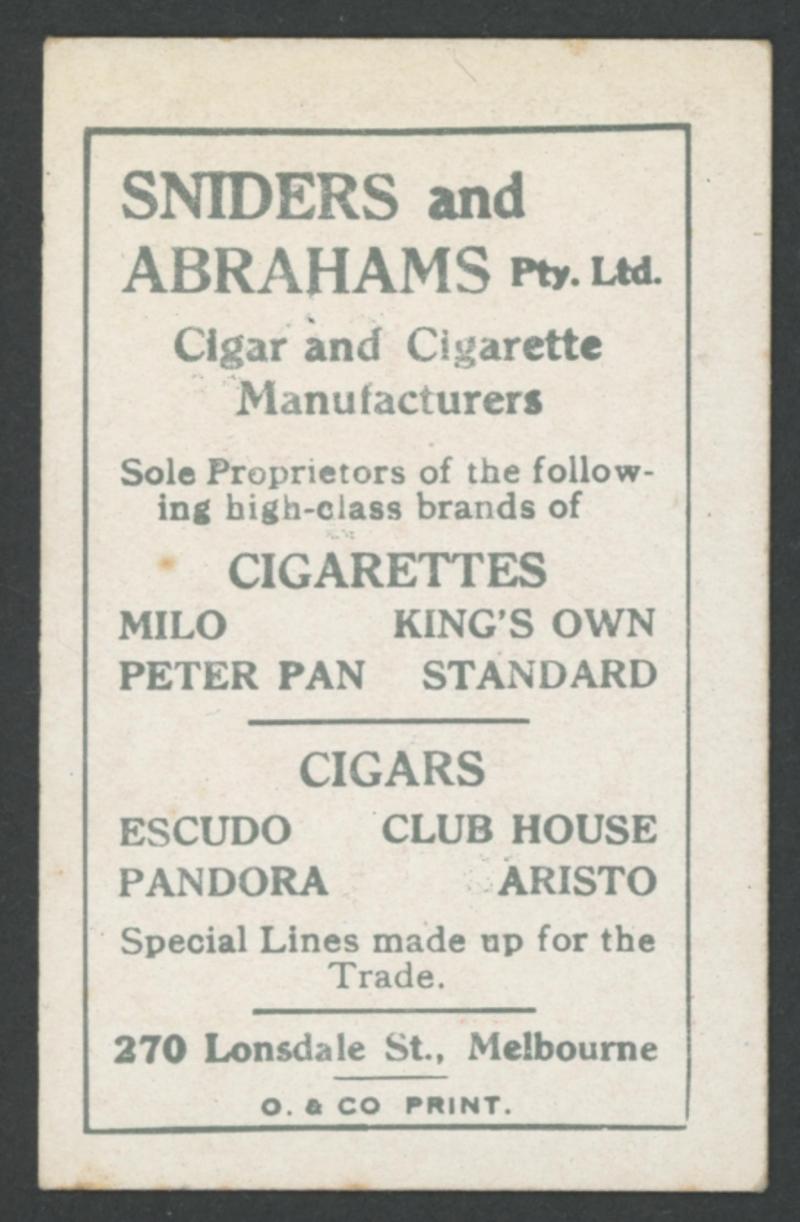 SNIDERS and
ABRAHAMS Pty. Ltd.
Cigar and Cigarette
Manufacturers
Sole Proprietors of the follow-
ing high-class brands of
CIGARETTES
MILO KING'S OWN
PETER PAN STANDARD
CIGARS
ESCUDO CLUB HOUSE
PANDORA ARISTO
Special Lines made up for the
Trade.
270 Lonsdale St., Melbourne
O. & CO PRINT.